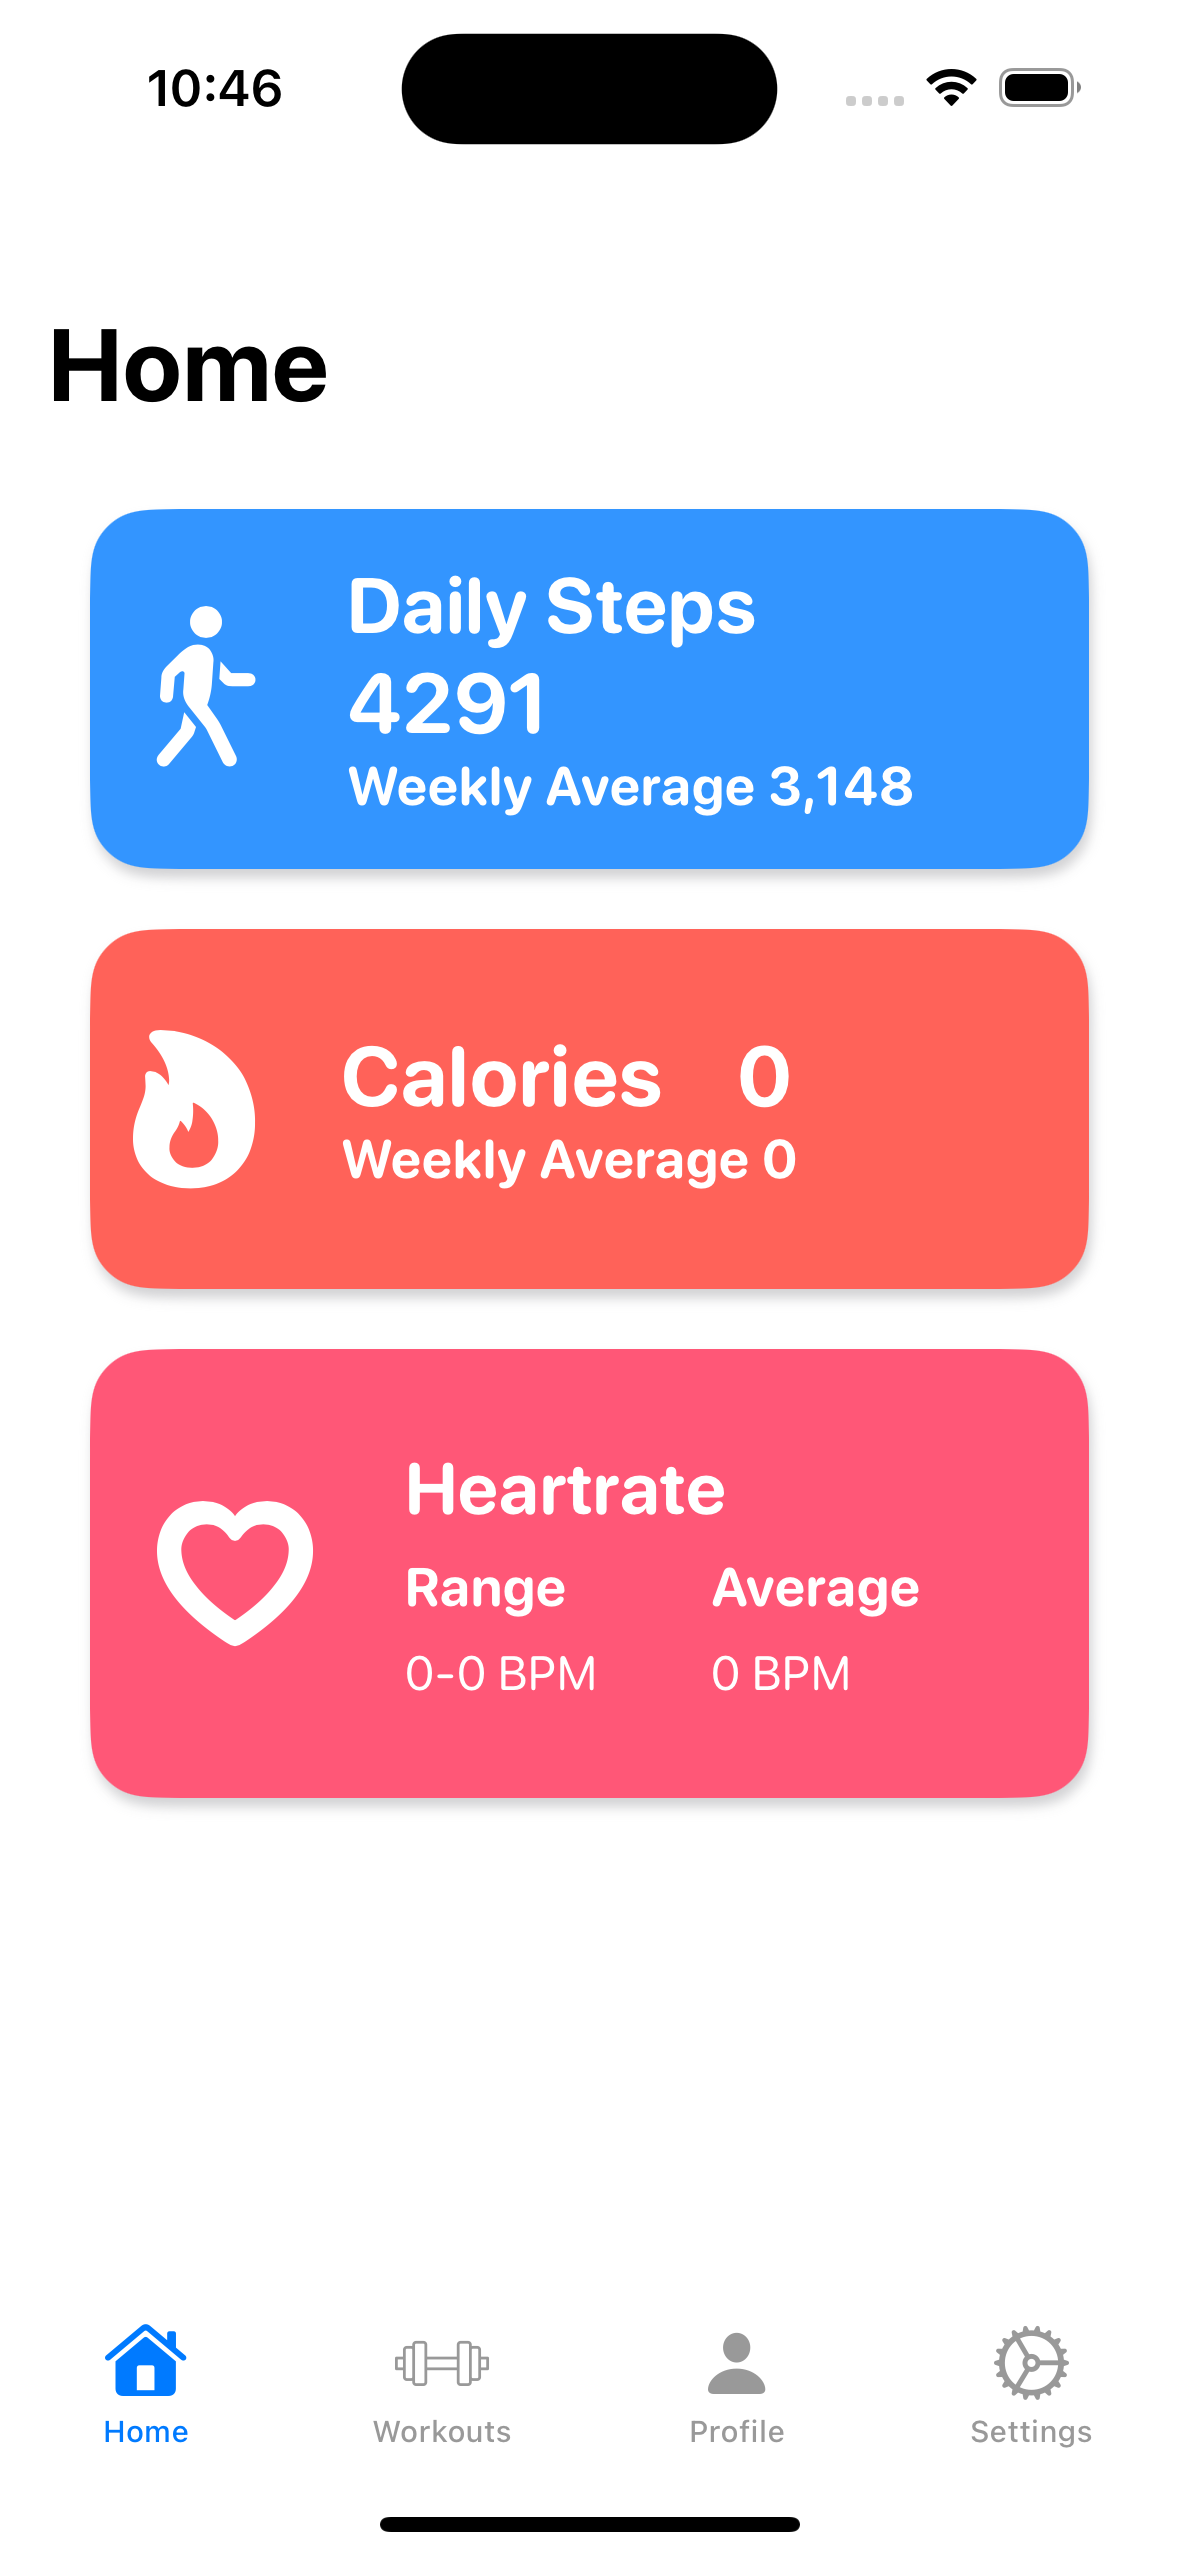 10:46
Home
Daily Steps
4291
Weekly Average 3,148
Calories 0
Weekly Average 0
Heartrate
Range Average
0-0 BPM 0 BPM
Home Workouts Profile Settings